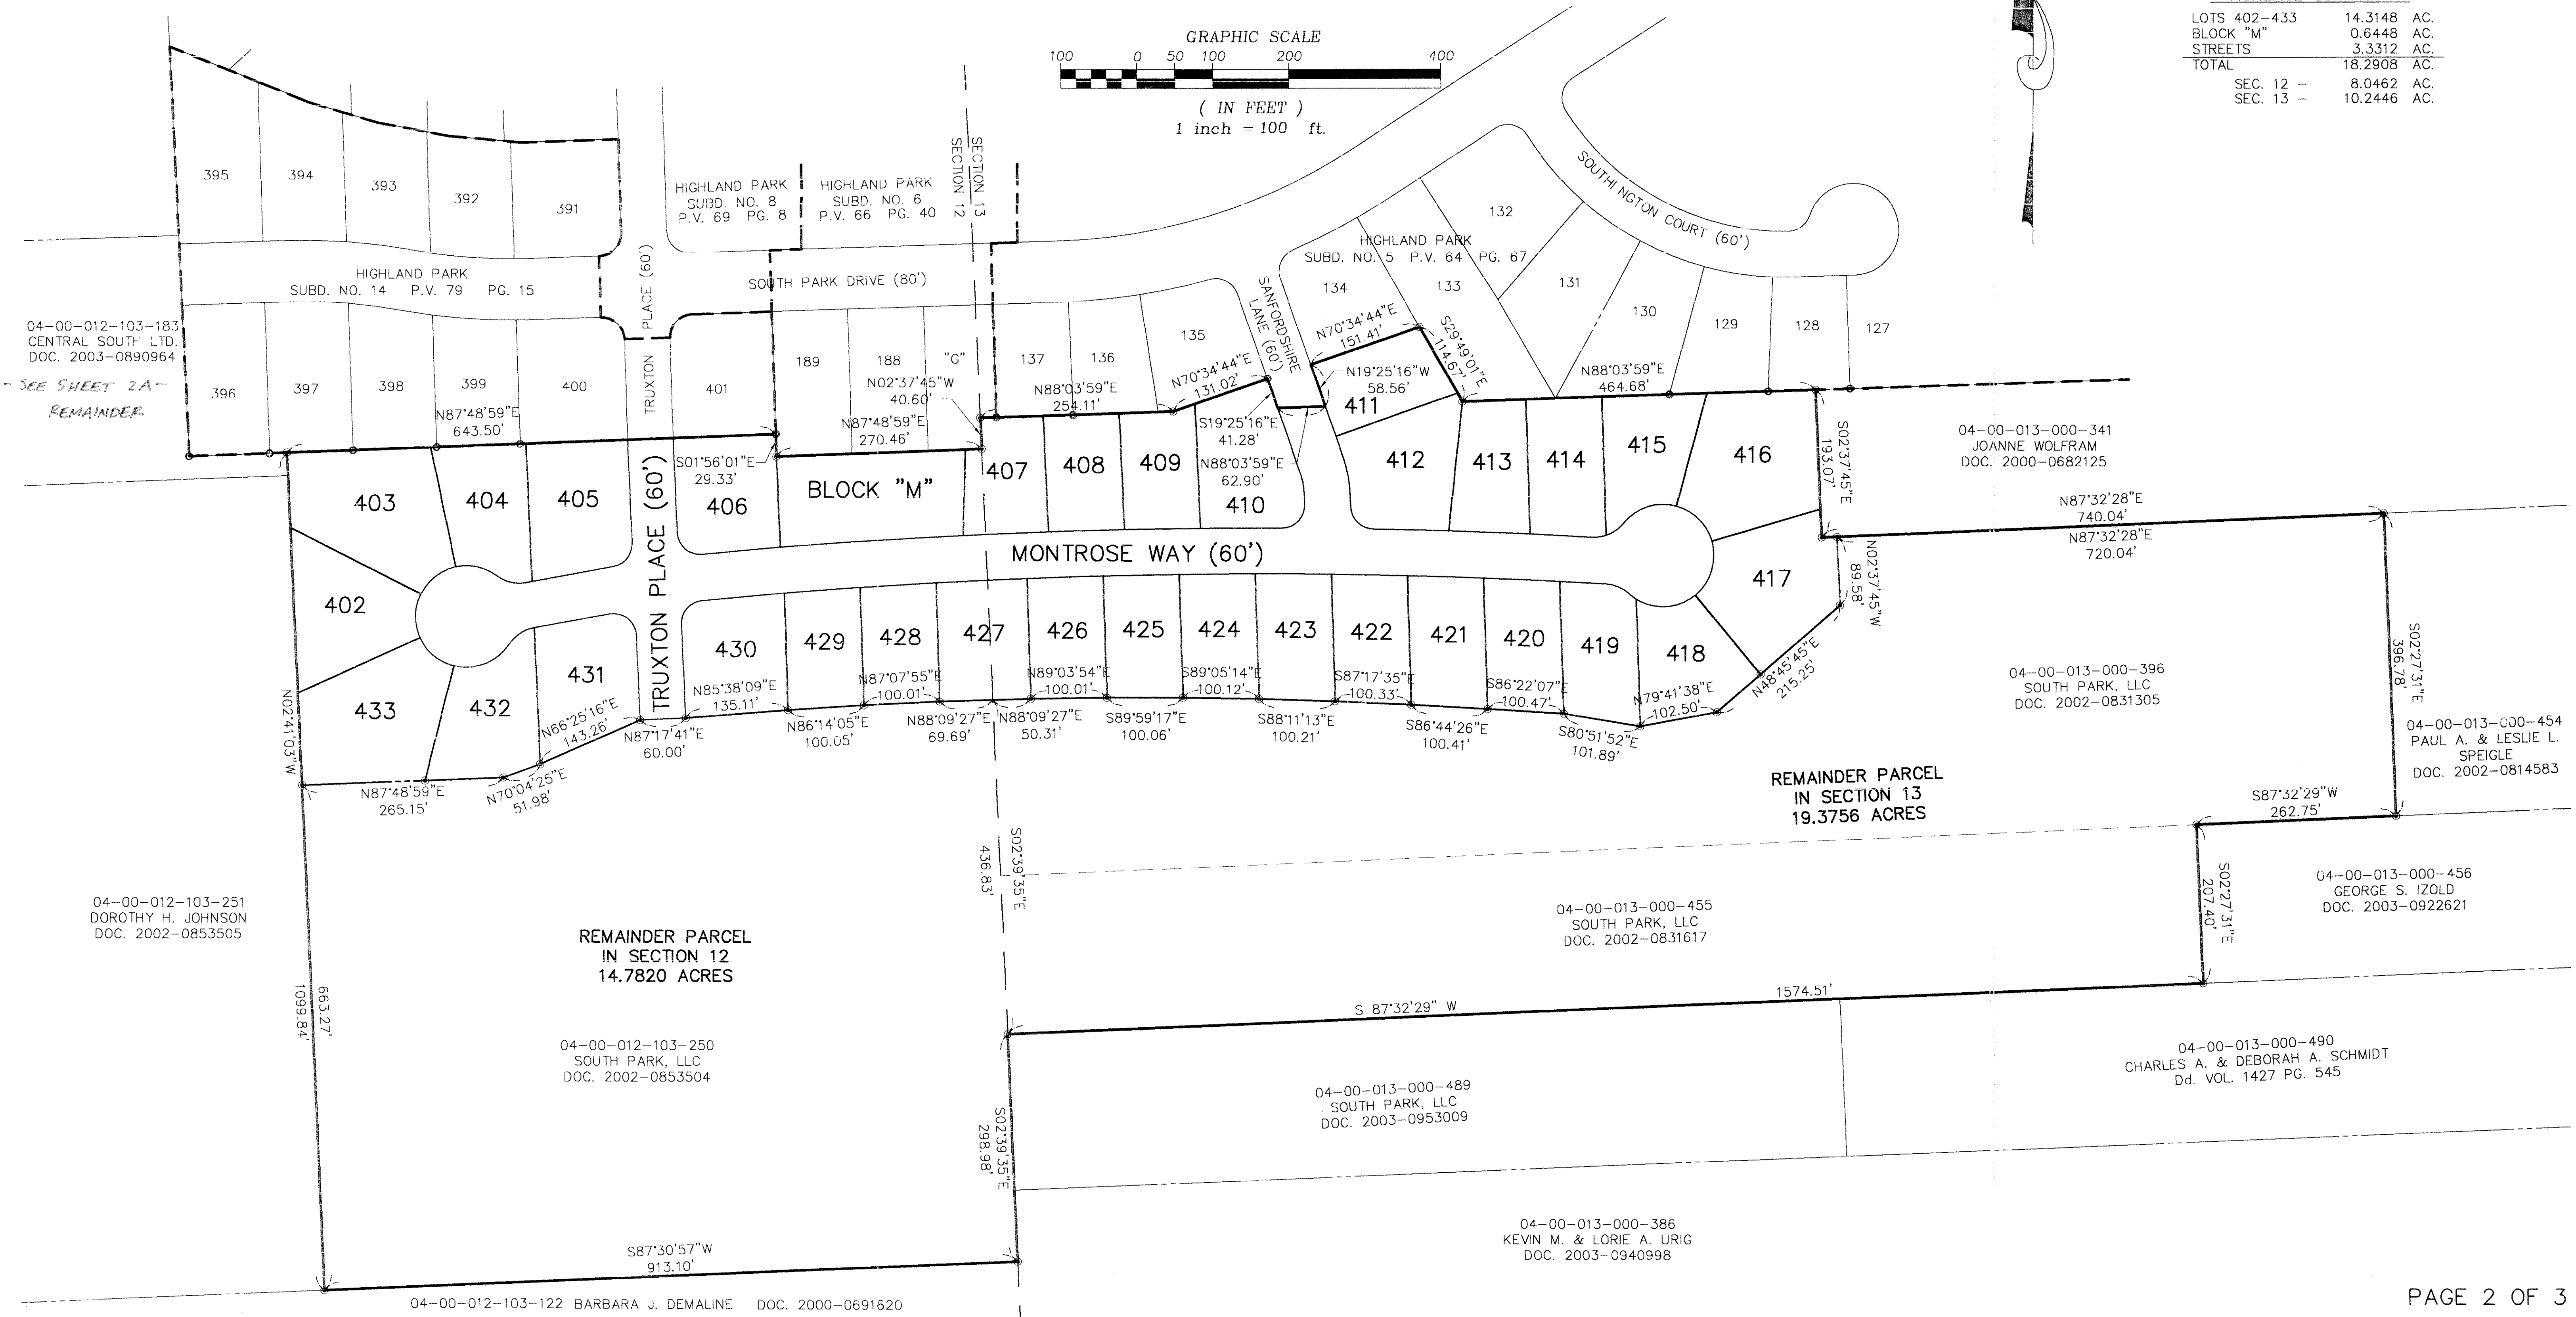 GRAPHIC SCALE
100 0 50 100 200 400
( IN FEET )
1 inch = 100 ft.
LOTS 402-433 14.3148 AC.
BLOCK "M" 0.6448 AC.
STREETS 3.3312 AC.
TOTAL 18.2908 AC.
SEC. 12 - 8.0462 AC.
SEC. 13 - 10.2446 AC.
395
394
393
392
391
HIGHLAND PARK
SUBD. NO. 8
P.V. 69 PG. 8
HIGHLAND PARK
SUBD. NO. 6
P.V. 66 PG. 40
SECTION 12
SECTION 13
132
SOUTHINGTON COURT (60')
HIGHLAND PARK
SUBD. NO. 5 P.V. 64 PG. 67
HIGHLAND PARK
SUBD. NO. 14 P.V. 79 PG. 15
TRUXTON PLACE (60')
SOUTH PARK DRIVE (80')
SANFORDSHIRE
LANE (60')
134
133
131
130
129
128
127
135
04-00-012-103-183
CENTRAL SOUTH LTD.
DOC. 2003-0890964
- SEE SHEET 2A -
REMAINDER
396
397
398
399
400
401
189
188
"G"
137
136
N87°48'59"E
643.50'
N02°37'45"W
40.60'
N87°48'59"E
270.46'
S01°56'01"E
29.33'
N88°03'59"E
254.11'
N70°34'44"E
131.02'
N70°34'44"E
151.41'
S29°49'01"E
114.67'
N19°25'16"W
58.56'
S19°25'16"E
41.28'
N88°03'59"E
62.90'
N88°03'59"E
464.68'
S02°37'45"E
193.07'
04-00-013-000-341
JOANNE WOLFRAM
DOC. 2000-0682125
N87°32'28"E
740.04'
N87°32'28"E
720.04'
403
404
405
TRUXTON PLACE (60')
406
BLOCK "M"
407
408
409
410
411
412
413
414
415
416
417
MONTROSE WAY (60')
402
433
432
431
430
429
428
427
426
425
424
423
422
421
420
419
418
N02°37'45"W
89.58'
N48°45'45"E
215.25'
N02°41'03"W
N87°48'59"E
265.15'
N70°04'25"E
51.98'
N66°25'16"E
143.26'
N87°17'41"E
60.00'
N85°38'09"E
135.11'
N86°14'05"E
100.05'
N87°07'55"E
100.01'
N88°09'27"E
69.69'
N88°09'27"E
50.31'
N89°03'54"E
100.01'
S89°59'17"E
100.06'
S89°05'14"E
100.12'
S88°11'13"E
100.21'
S87°17'35"E
100.33'
S86°44'26"E
100.41'
S86°22'07"E
100.47'
S80°51'52"E
101.89'
N79°41'38"E
102.50'
04-00-013-000-396
SOUTH PARK, LLC
DOC. 2002-0831305
S02°27'31"E
396.78'
04-00-013-000-454
PAUL A. & LESLIE L.
SPEIGLE
DOC. 2002-0814583
REMAINDER PARCEL
IN SECTION 13
19.3756 ACRES
S87°32'29"W
262.75'
S02°39'35"E
436.83'
S02°27'31"E
207.40'
04-00-013-000-456
GEORGE S. IZOLD
DOC. 2003-0922621
04-00-012-103-251
DOROTHY H. JOHNSON
DOC. 2002-0853505
REMAINDER PARCEL
IN SECTION 12
14.7820 ACRES
04-00-013-000-455
SOUTH PARK, LLC
DOC. 2002-0831617
663.27'
1099.84'
S 87°32'29" W
1574.51'
04-00-012-103-250
SOUTH PARK, LLC
DOC. 2002-0853504
04-00-013-000-490
CHARLES A. & DEBORAH A. SCHMIDT
Dd. VOL. 1427 PG. 545
04-00-013-000-489
SOUTH PARK, LLC
DOC. 2003-0953009
S02°39'35"E
298.98'
04-00-013-000-386
KEVIN M. & LORIE A. URIG
DOC. 2003-0940998
S87°30'57"W
913.10'
04-00-012-103-122 BARBARA J. DEMALINE DOC. 2000-0691620
PAGE 2 OF 3